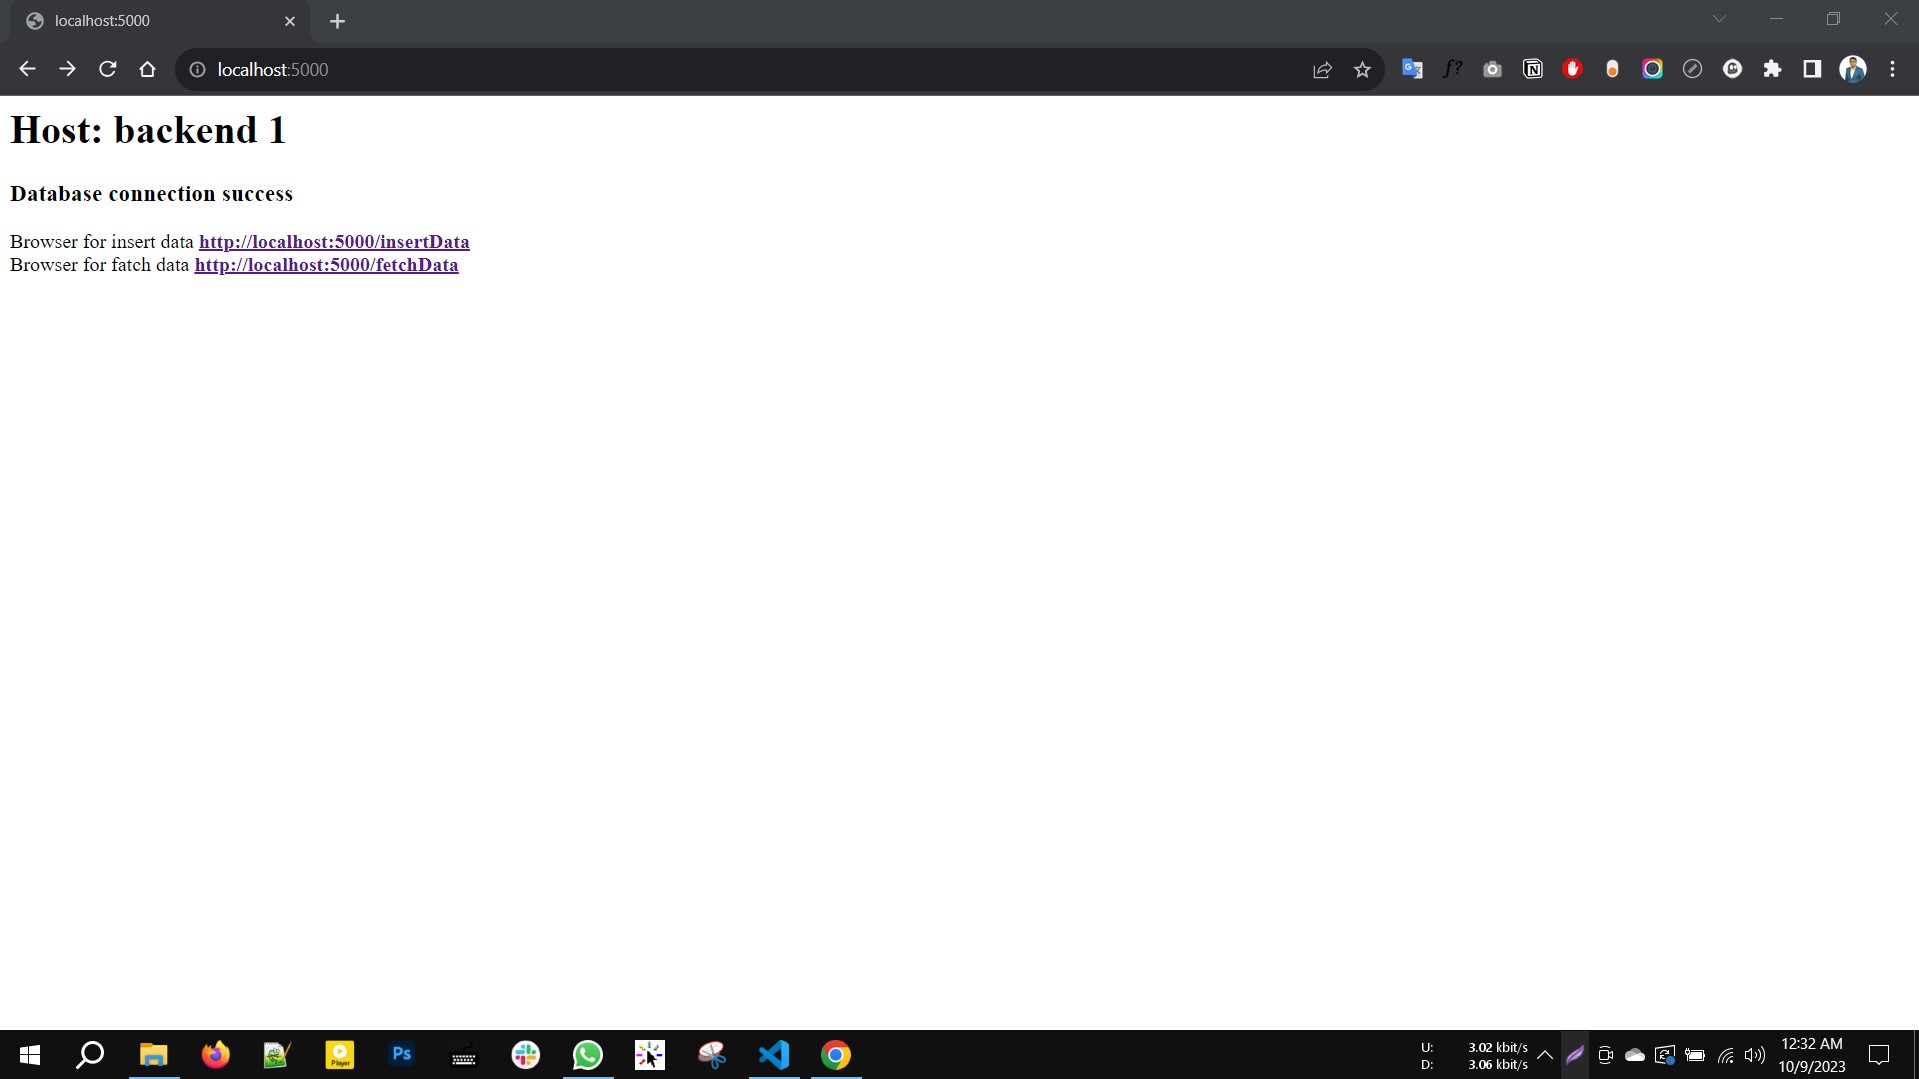 localhost:5000
localhost:5000
Host: backend 1
Database connection success
Browser for insert data http://localhost:5000/insertData
Browser for fatch data http://localhost:5000/fetchData
Player
Ps
U: 3.02 kbit/s
D: 3.06 kbit/s
12:32 AM
10/9/2023